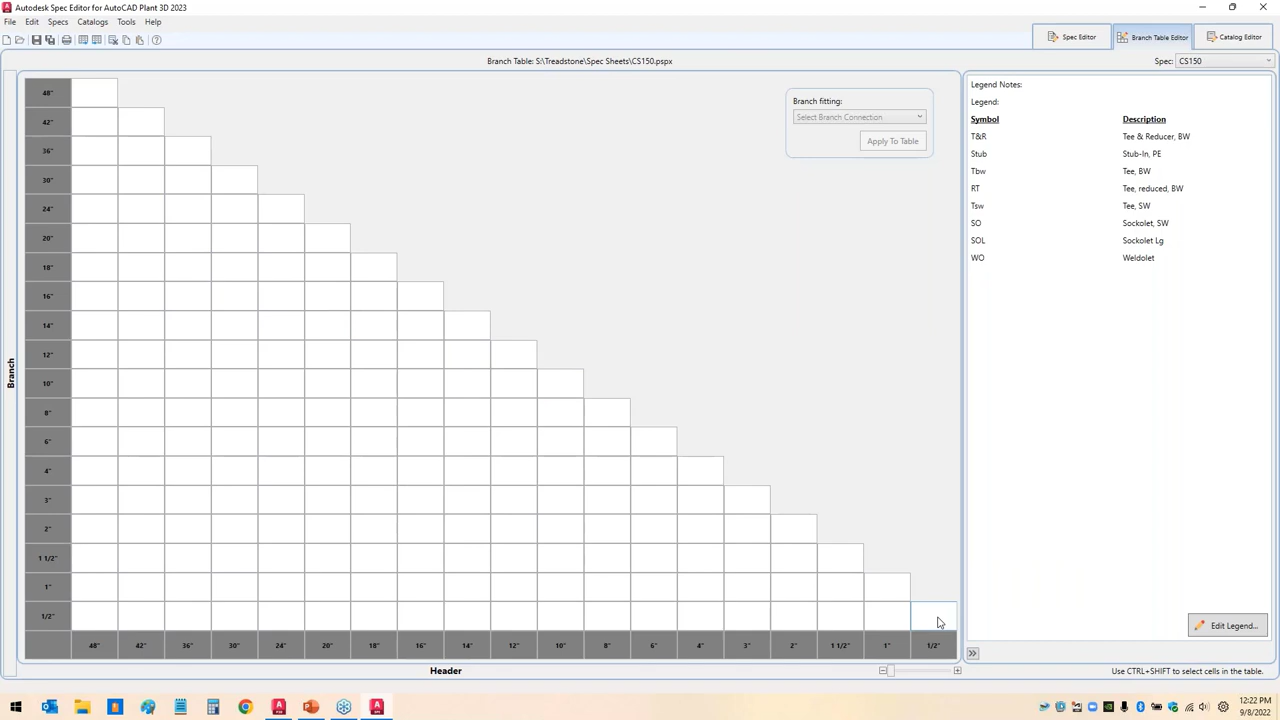 Autodesk Spec Editor for AutoCAD Plant 3D 2023
File Edit Specs Catalogs Tools Help
Spec Editor Branch Table Editor Catalog Editor
Branch Table: S:\Treadstone\Spec Sheets\CS150.pspx
Spec: CS150
Branch fitting:
Select Branch Connection
Apply To Table
48"
42"
36"
30"
24"
20"
18"
16"
14"
12"
10"
8"
6"
4"
3"
2"
1 1/2"
1"
1/2"
48" 42" 36" 30" 24" 20" 18" 16" 14" 12" 10" 8" 6" 4" 3" 2" 1 1/2" 1" 1/2"
Branch
Header
Legend Notes:
Legend:
Symbol Description
T&R Tee & Reducer, BW
Stub Stub-In, PE
Tbw Tee, BW
RT Tee, reduced, BW
Tsw Tee, SW
SO Sockolet, SW
SOL Sockolet Lg
WO Weldolet
Edit Legend...
Use CTRL+SHIFT to select cells in the table.
12:22 PM
9/8/2022